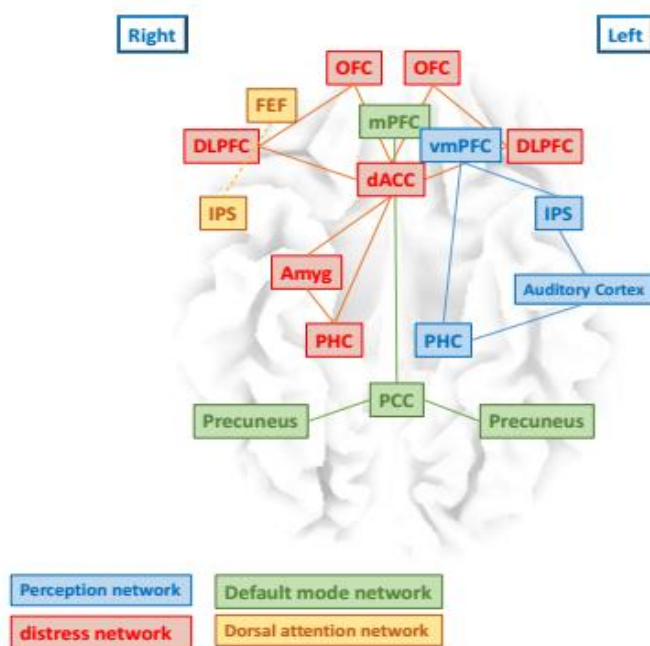 Right
Left
OFC
OFC
FEF
mPFC
DLPFC
vmPFC
DLPFC
dACC
IPS
IPS
Amyg
Auditory Cortex
PHC
PHC
PCC
Precuneus
Precuneus
Perception network
Default mode network
distress network
Dorsal attention network